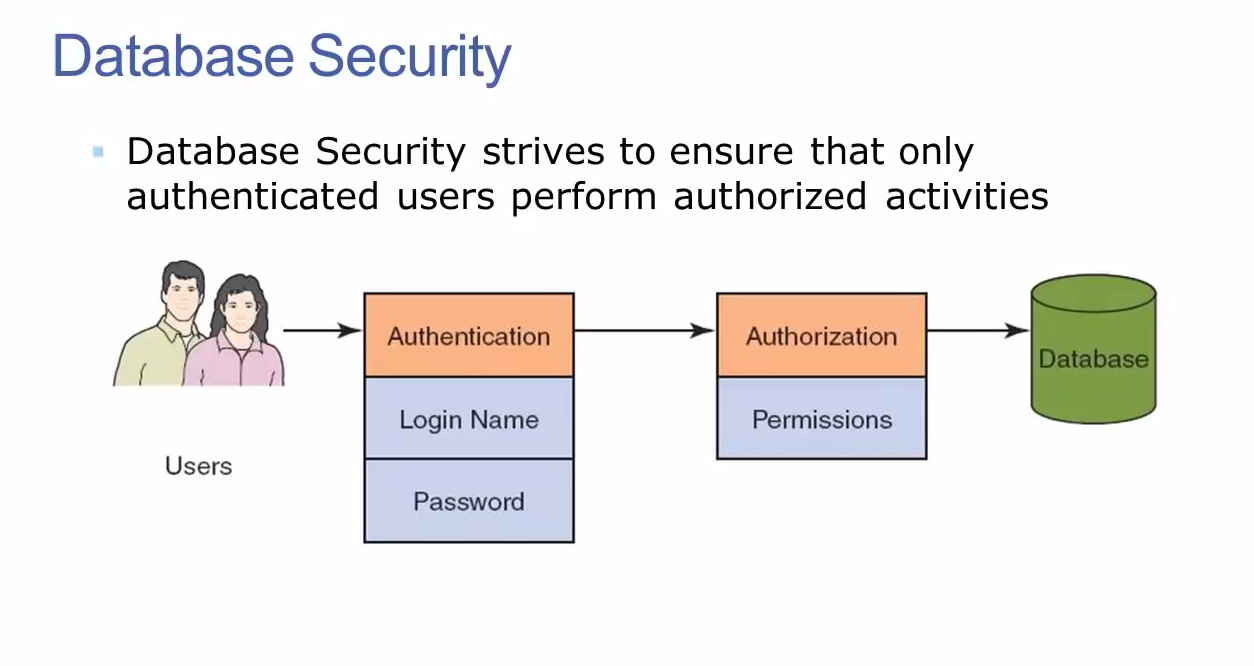 Database Security
Database Security strives to ensure that only
authenticated users perform authorized activities
Users
Authentication
Login Name
Password
Authorization
Permissions
Database